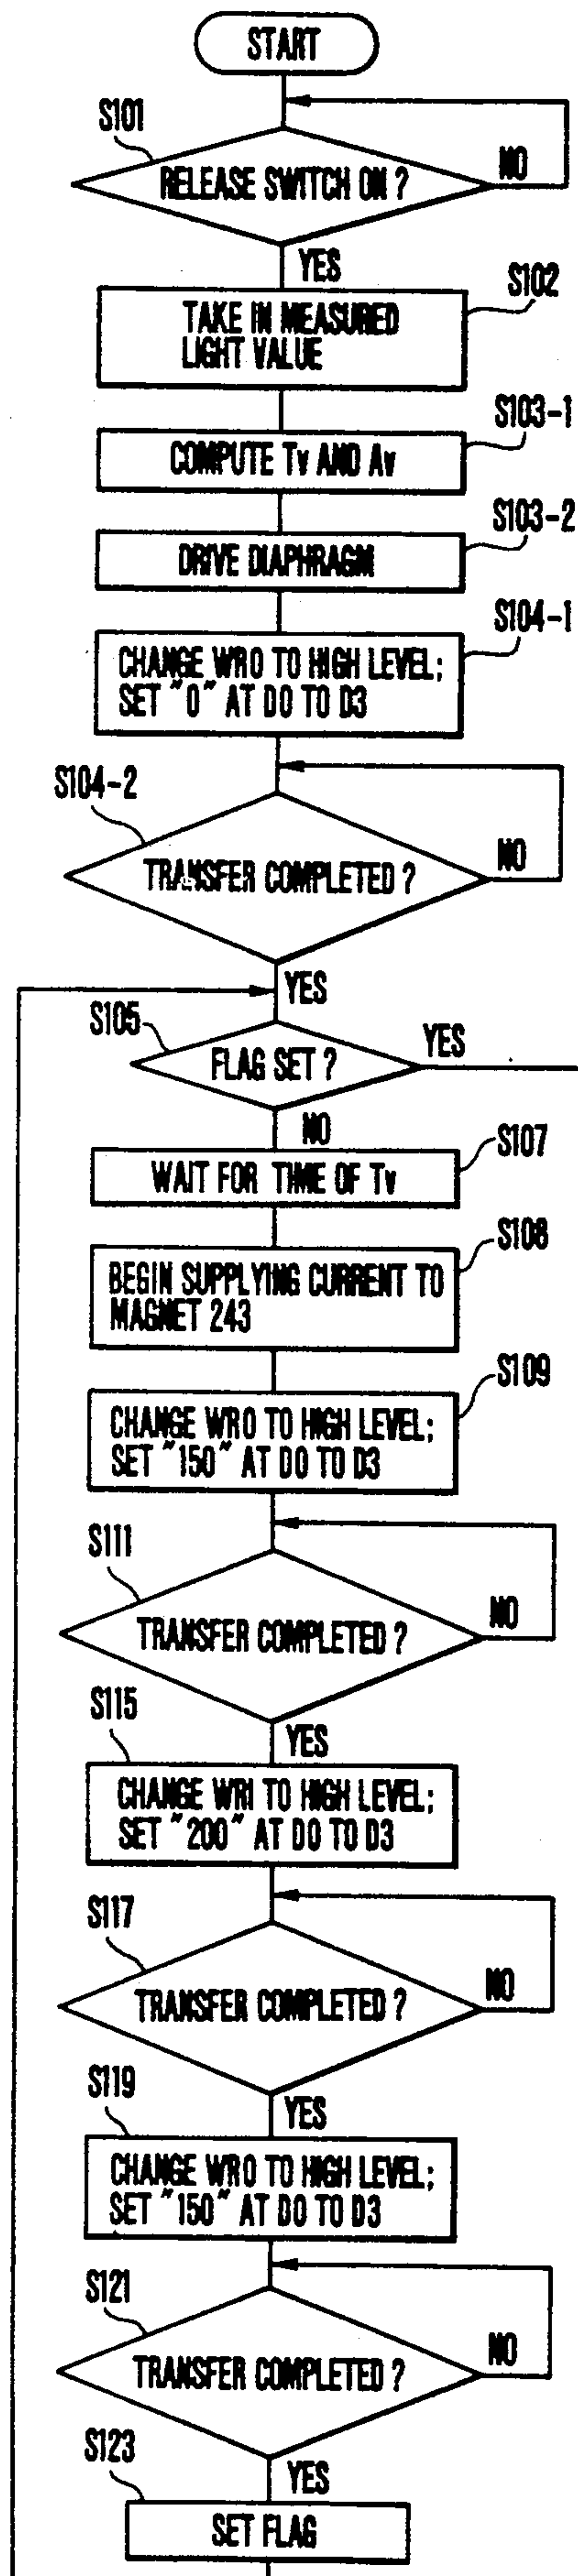 START
S101
RELEASE SWITCH ON ?
NO
YES
S102
TAKE IN MEASURED
LIGHT VALUE
S103-1
COMPUTE Tv AND Av
S103-2
DRIVE DIAPHRAGM
S104-1
CHANGE WR0 TO HIGH LEVEL;
SET "0" AT D0 TO D3
S104-2
TRANSFER COMPLETED ?
NO
YES
S105
FLAG SET ?
YES
NO
S107
WAIT FOR TIME OF Tv
S108
BEGIN SUPPLYING CURRENT TO
MAGNET 243
S109
CHANGE WR0 TO HIGH LEVEL;
SET "150" AT D0 TO D3
S111
TRANSFER COMPLETED ?
NO
YES
S115
CHANGE WR1 TO HIGH LEVEL;
SET "200" AT D0 TO D3
S117
TRANSFER COMPLETED ?
NO
YES
S119
CHANGE WR0 TO HIGH LEVEL;
SET "150" AT D0 TO D3
S121
TRANSFER COMPLETED ?
NO
YES
S123
SET FLAG